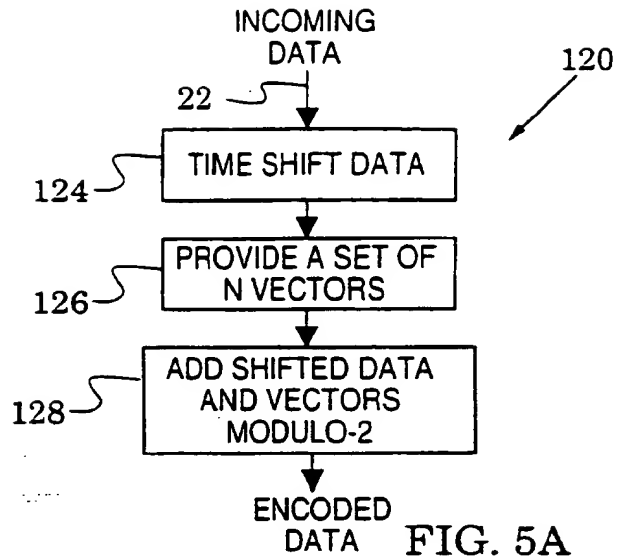 INCOMING
DATA
120
22
TIME SHIFT DATA
124
PROVIDE A SET OF
N VECTORS
126
ADD SHIFTED DATA
AND VECTORS
MODULO-2
128
ENCODED
DATA
FIG. 5A